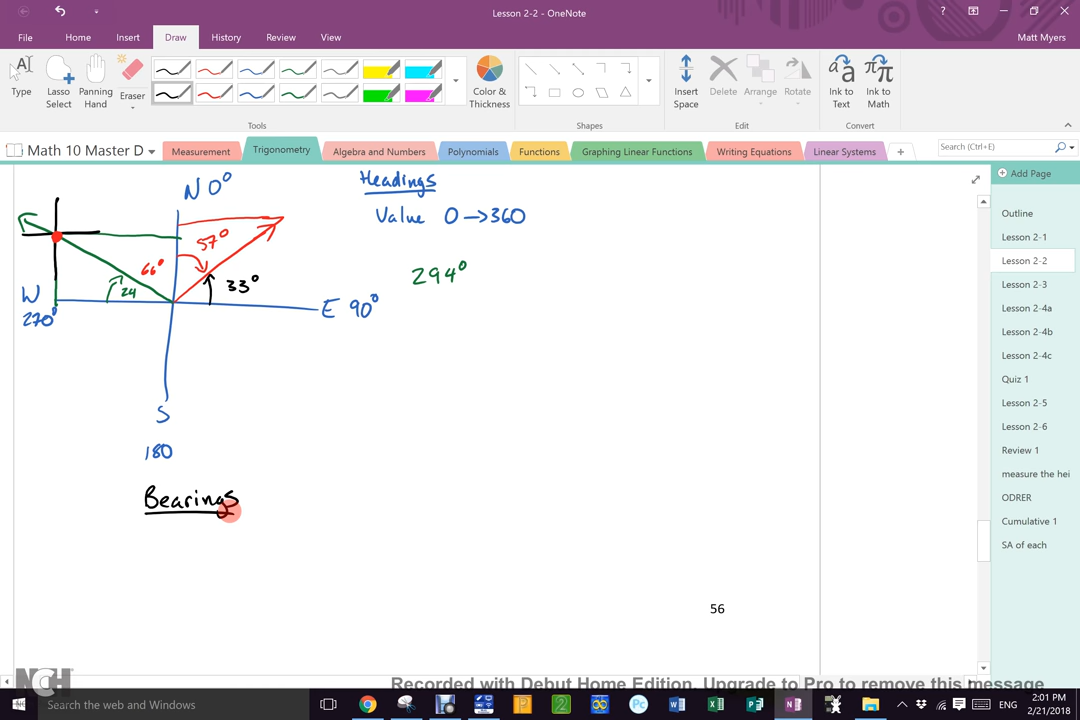 Lesson 2-2 - OneNote
?
File Home Insert Draw History Review View
Matt Myers
Type
Lasso Select
Panning Hand
Eraser
Color & Thickness
Insert Space
Delete
Arrange
Rotate
Ink to Text
Ink to Math
Tools
Shapes
Edit
Convert
Math 10 Master D
Measurement
Trigonometry
Algebra and Numbers
Polynomials
Functions
Graphing Linear Functions
Writing Equations
Linear Systems
Search (Ctrl+E)
Add Page
Outline
Lesson 2-1
Lesson 2-2
Lesson 2-3
Lesson 2-4a
Lesson 2-4b
Lesson 2-4c
Quiz 1
Lesson 2-5
Lesson 2-6
Review 1
measure the hei
ODRER
Cumulative 1
SA of each
N 0°
Headings
Value 0 → 360
57°
66°
294°
24
33°
W
270°
E 90°
S
180
Bearings
56
NCH
Recorded with Debut Home Edition. Upgrade to Pro to remove this message
Search the web and Windows
2:01 PM
2/21/2018